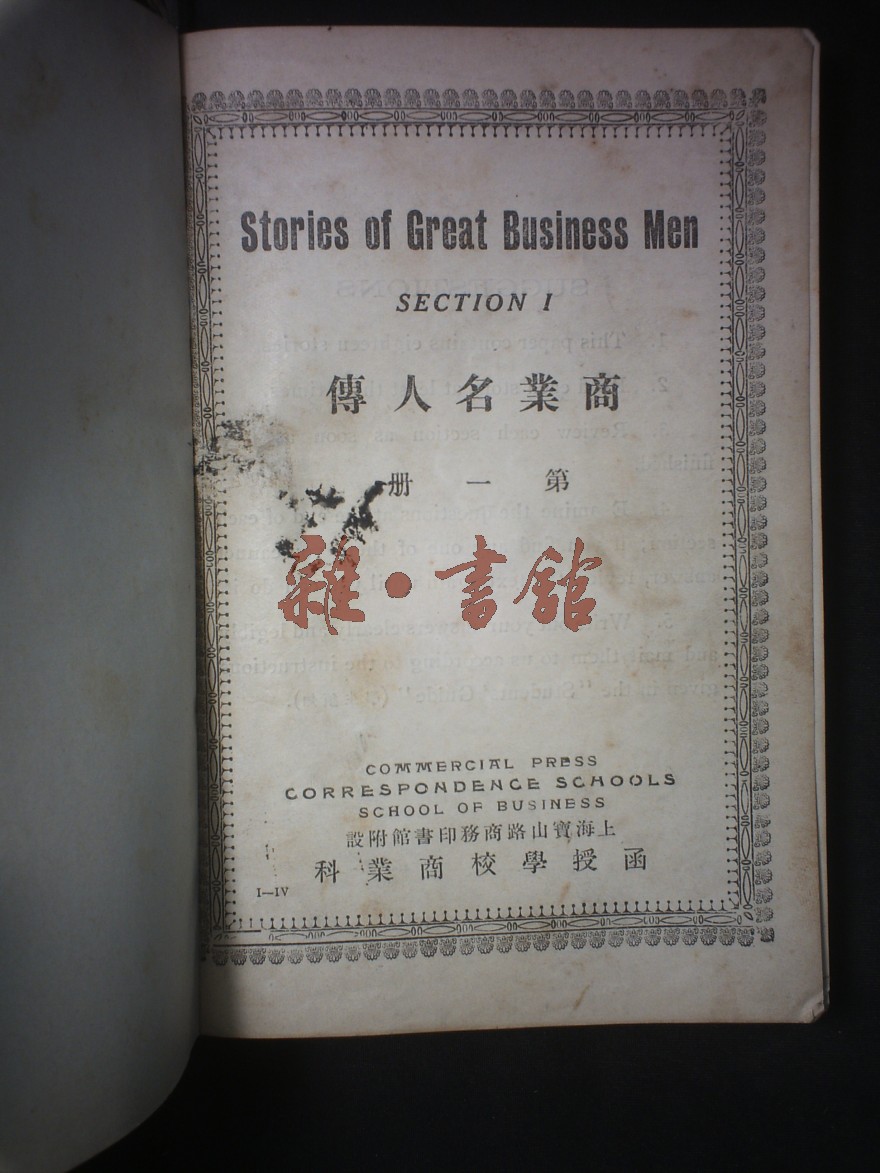 Stories of Great Business Men
SECTION I
傳人名業商
册一第
雜·書館
COMMERCIAL PRESS
CORRESPONDENCE SCHOOLS
SCHOOL OF BUSINESS
設附館書印務商路山寶海上
科業商校學授函
I—IV